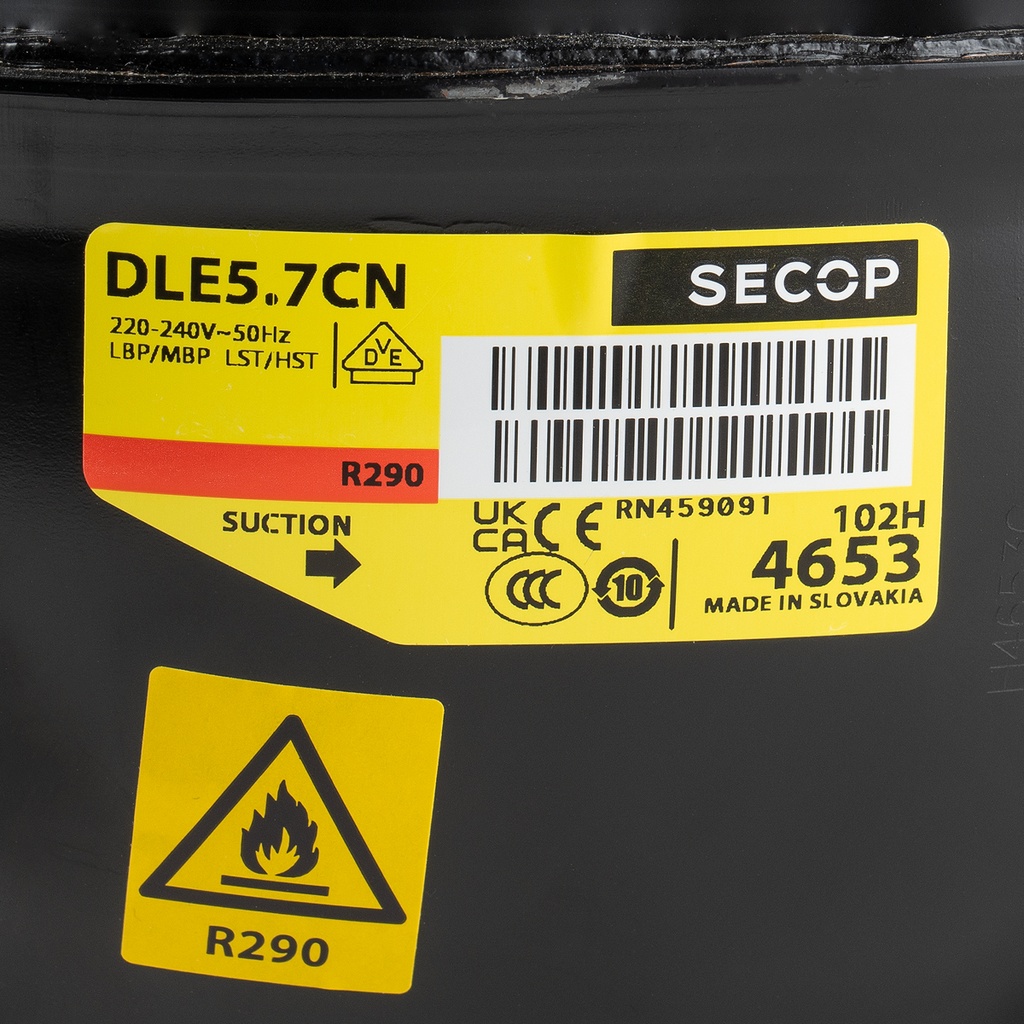 DLE5.7CN
SECOP
220-240V~50Hz
LBP/MBP LST/HST
DVE
R290
SUCTION
UK
CA
CE
RN459091
102H
CCC
10
4653
MADE IN SLOVAKIA
R290